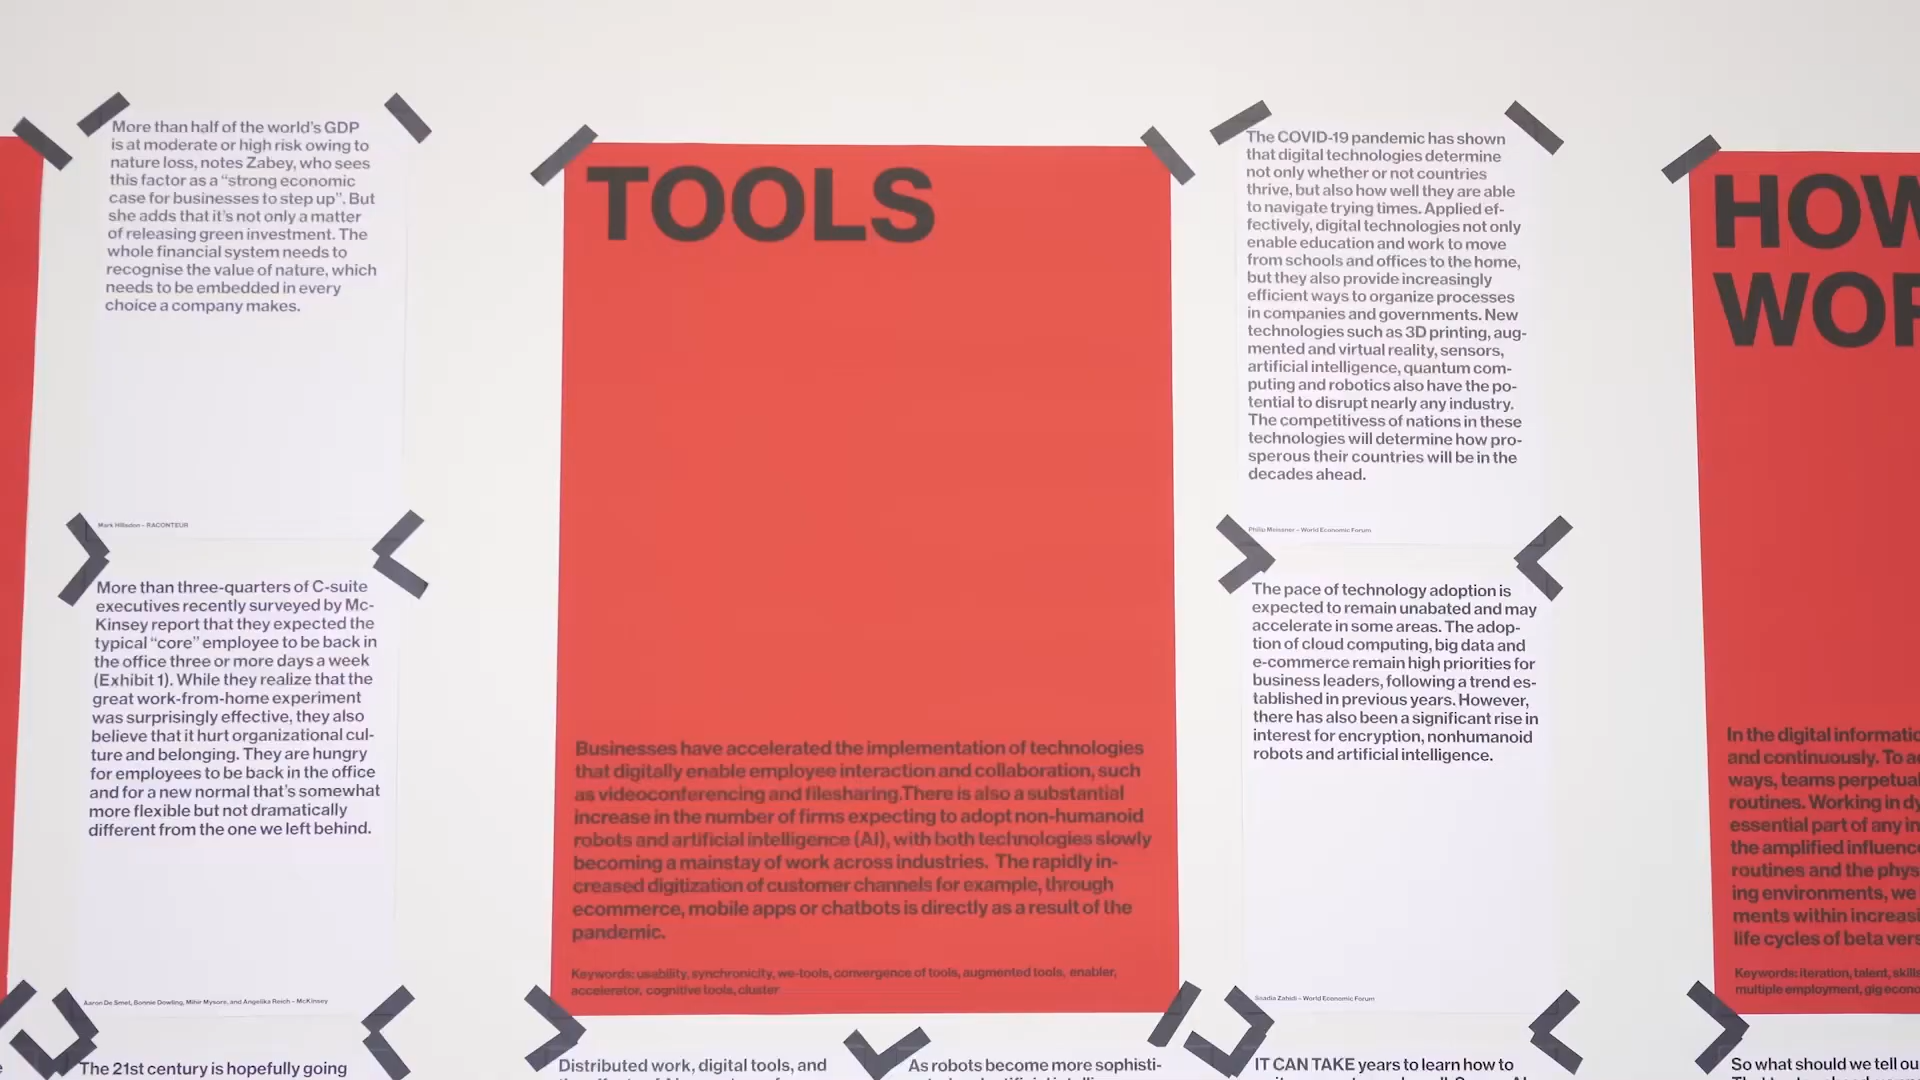 More than half of the world's GDP
is at moderate or high risk owing to
nature loss, notes Zabey, who sees
this factor as a “strong economic
case for businesses to step up”. But
she adds that it's not only a matter
of releasing green investment. The
whole financial system needs to
recognise the value of nature, which
needs to be embedded in every
choice a company makes.
Mark Hillsdon – RACONTEUR
More than three-quarters of C-suite
executives recently surveyed by Mc-
Kinsey report that they expected the
typical “core” employee to be back in
the office three or more days a week
(Exhibit 1). While they realize that the
great work-from-home experiment
was surprisingly effective, they also
believe that it hurt organizational cul-
ture and belonging. They are hungry
for employees to be back in the office
and for a new normal that's somewhat
more flexible but not dramatically
different from the one we left behind.
Aaron De Smet, Bonnie Dowling, Mihir Mysore, and Angelika Reich – McKinsey
The 21st century is hopefully going
TOOLS
Businesses have accelerated the implementation of technologies
that digitally enable employee interaction and collaboration, such
as videoconferencing and filesharing.There is also a substantial
increase in the number of firms expecting to adopt non-humanoid
robots and artificial intelligence (AI), with both technologies slowly
becoming a mainstay of work across industries. The rapidly in-
creased digitization of customer channels for example, through
ecommerce, mobile apps or chatbots is directly as a result of the
pandemic.
Keywords: usability, synchronicity, we-tools, convergence of tools, augmented tools, enabler,
accelerator, cognitive tools, cluster
Distributed work, digital tools, and
As robots become more sophisti-
The COVID-19 pandemic has shown
that digital technologies determine
not only whether or not countries
thrive, but also how well they are able
to navigate trying times. Applied ef-
fectively, digital technologies not only
enable education and work to move
from schools and offices to the home,
but they also provide increasingly
efficient ways to organize processes
in companies and governments. New
technologies such as 3D printing, aug-
mented and virtual reality, sensors,
artificial intelligence, quantum com-
puting and robotics also have the po-
tential to disrupt nearly any industry.
The competitivess of nations in these
technologies will determine how pro-
sperous their countries will be in the
decades ahead.
Philip Meissner – World Economic Forum
The pace of technology adoption is
expected to remain unabated and may
accelerate in some areas. The adop-
tion of cloud computing, big data and
e-commerce remain high priorities for
business leaders, following a trend es-
tablished in previous years. However,
there has also been a significant rise in
interest for encryption, nonhumanoid
robots and artificial intelligence.
Saadia Zahidi – World Economic Forum
IT CAN TAKE years to learn how to
HOW
WOR
In the digital informatio
and continuously. To a
ways, teams perpetual
routines. Working in dy
essential part of any in
the amplified influence
routines and the phys
ing environments, we
ments within increasi
life cycles of beta vers
Keywords: iteration, talent, skills
multiple employment, gig econo
So what should we tell ou